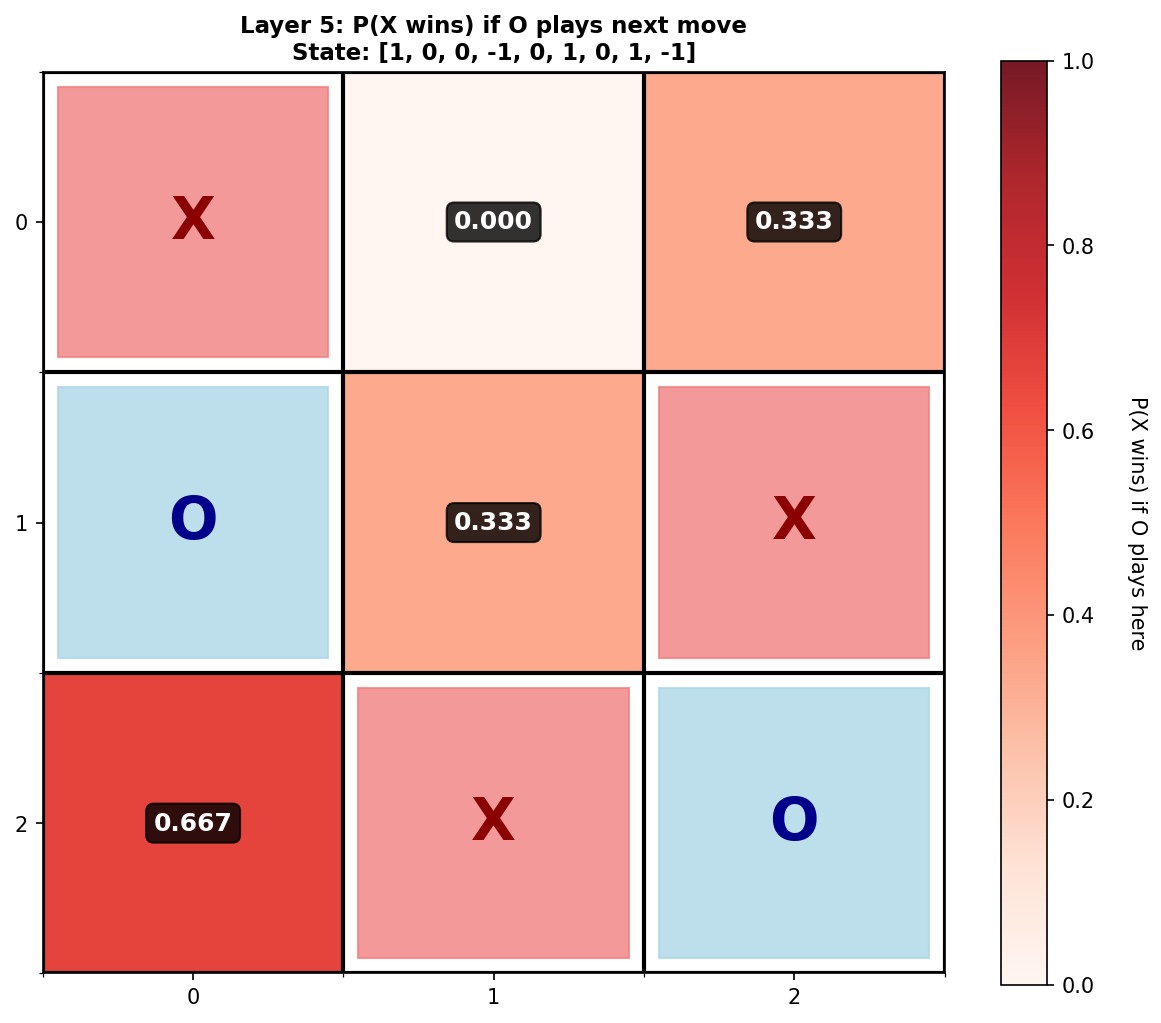 Layer 5: P(X wins) if O plays next move
State: [1, 0, 0, -1, 0, 1, 0, 1, -1]
0
X
0.000
0.333
1
O
0.333
X
2
0.667
X
O
0
1
2
1.0
0.8
0.6
0.4
0.2
0.0
P(X wins) if O plays here